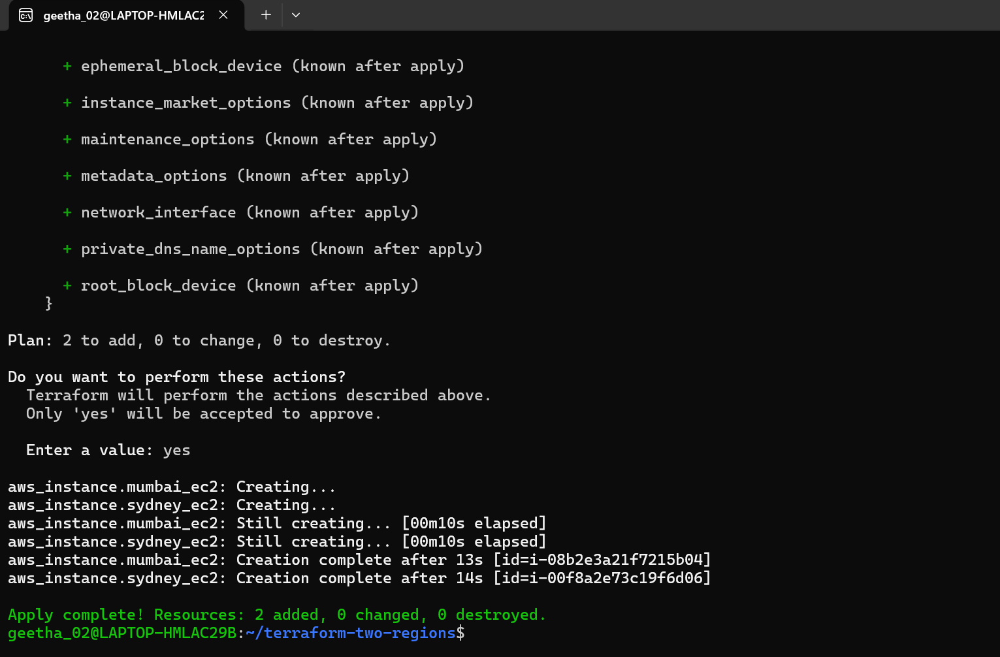 geetha_02@LAPTOP-HMLAC2
+ ephemeral_block_device (known after apply)
+ instance_market_options (known after apply)
+ maintenance_options (known after apply)
+ metadata_options (known after apply)
+ network_interface (known after apply)
+ private_dns_name_options (known after apply)
+ root_block_device (known after apply)
}
Plan: 2 to add, 0 to change, 0 to destroy.
Do you want to perform these actions?
Terraform will perform the actions described above.
Only 'yes' will be accepted to approve.
Enter a value: yes
aws_instance.mumbai_ec2: Creating...
aws_instance.sydney_ec2: Creating...
aws_instance.mumbai_ec2: Still creating... [00m10s elapsed]
aws_instance.sydney_ec2: Still creating... [00m10s elapsed]
aws_instance.mumbai_ec2: Creation complete after 13s [id=i-08b2e3a21f7215b04]
aws_instance.sydney_ec2: Creation complete after 14s [id=i-00f8a2e73c19f6d06]
Apply complete! Resources: 2 added, 0 changed, 0 destroyed.
geetha_02@LAPTOP-HMLAC29B:~/terraform-two-regions$